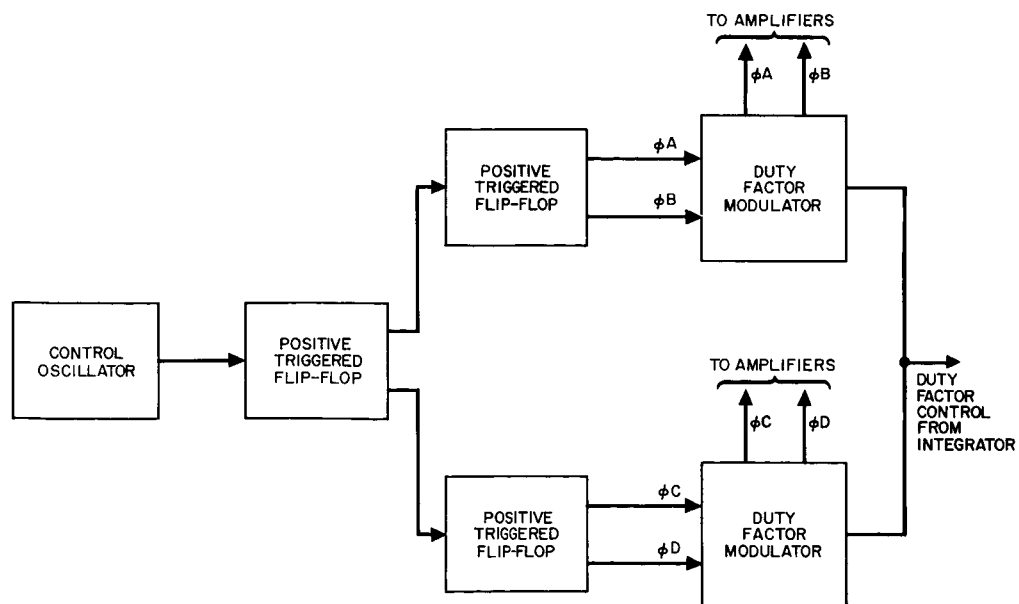 TO AMPLIFIERS
ϕA
ϕB
POSITIVE
TRIGGERED
FLIP-FLOP
ϕA
ϕB
DUTY
FACTOR
MODULATOR
CONTROL
OSCILLATOR
POSITIVE
TRIGGERED
FLIP-FLOP
TO AMPLIFIERS
ϕC
ϕD
DUTY
FACTOR
CONTROL
FROM
INTEGRATOR
POSITIVE
TRIGGERED
FLIP-FLOP
ϕC
ϕD
DUTY
FACTOR
MODULATOR